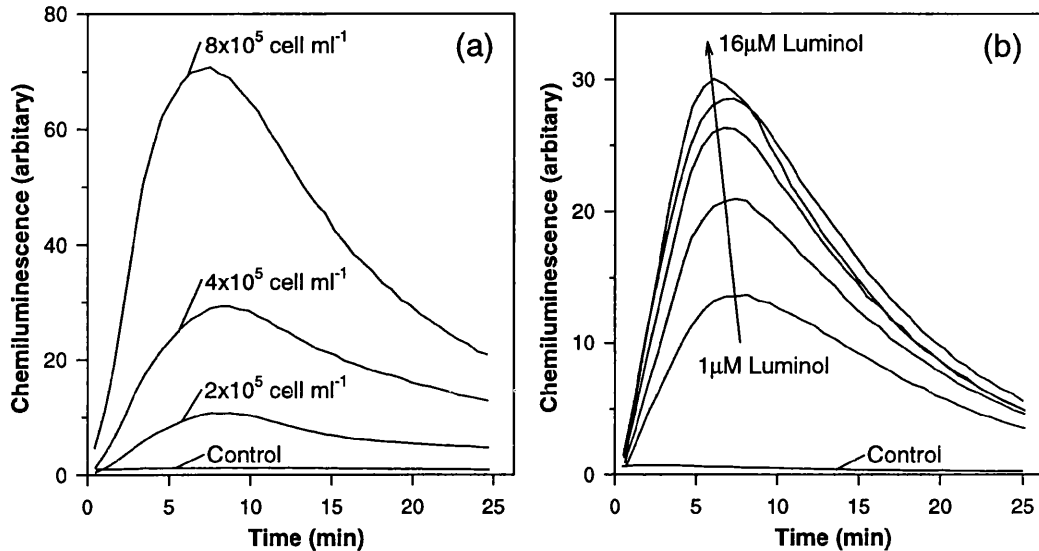 80
60
40
20
0
Chemiluminescence (arbitary)
(a)
8x10⁵ cell ml⁻¹
4x10⁵ cell ml⁻¹
2x10⁵ cell ml⁻¹
Control
0 5 10 15 20 25
Time (min)
30
20
10
0
Chemiluminescence (arbitary)
(b)
16μM Luminol
1μM Luminol
Control
0 5 10 15 20 25
Time (min)